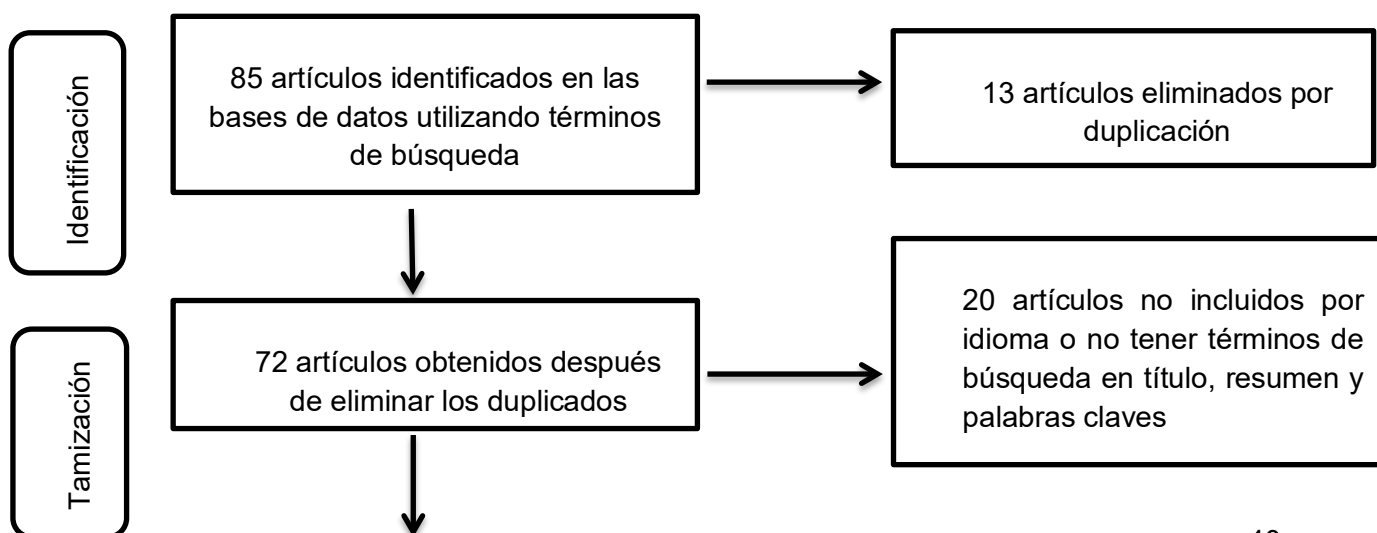 Identificación
85 artículos identificados en las
bases de datos utilizando términos
de búsqueda
13 artículos eliminados por
duplicación
Tamización
72 artículos obtenidos después
de eliminar los duplicados
20 artículos no incluidos por
idioma o no tener términos de
búsqueda en título, resumen y
palabras claves